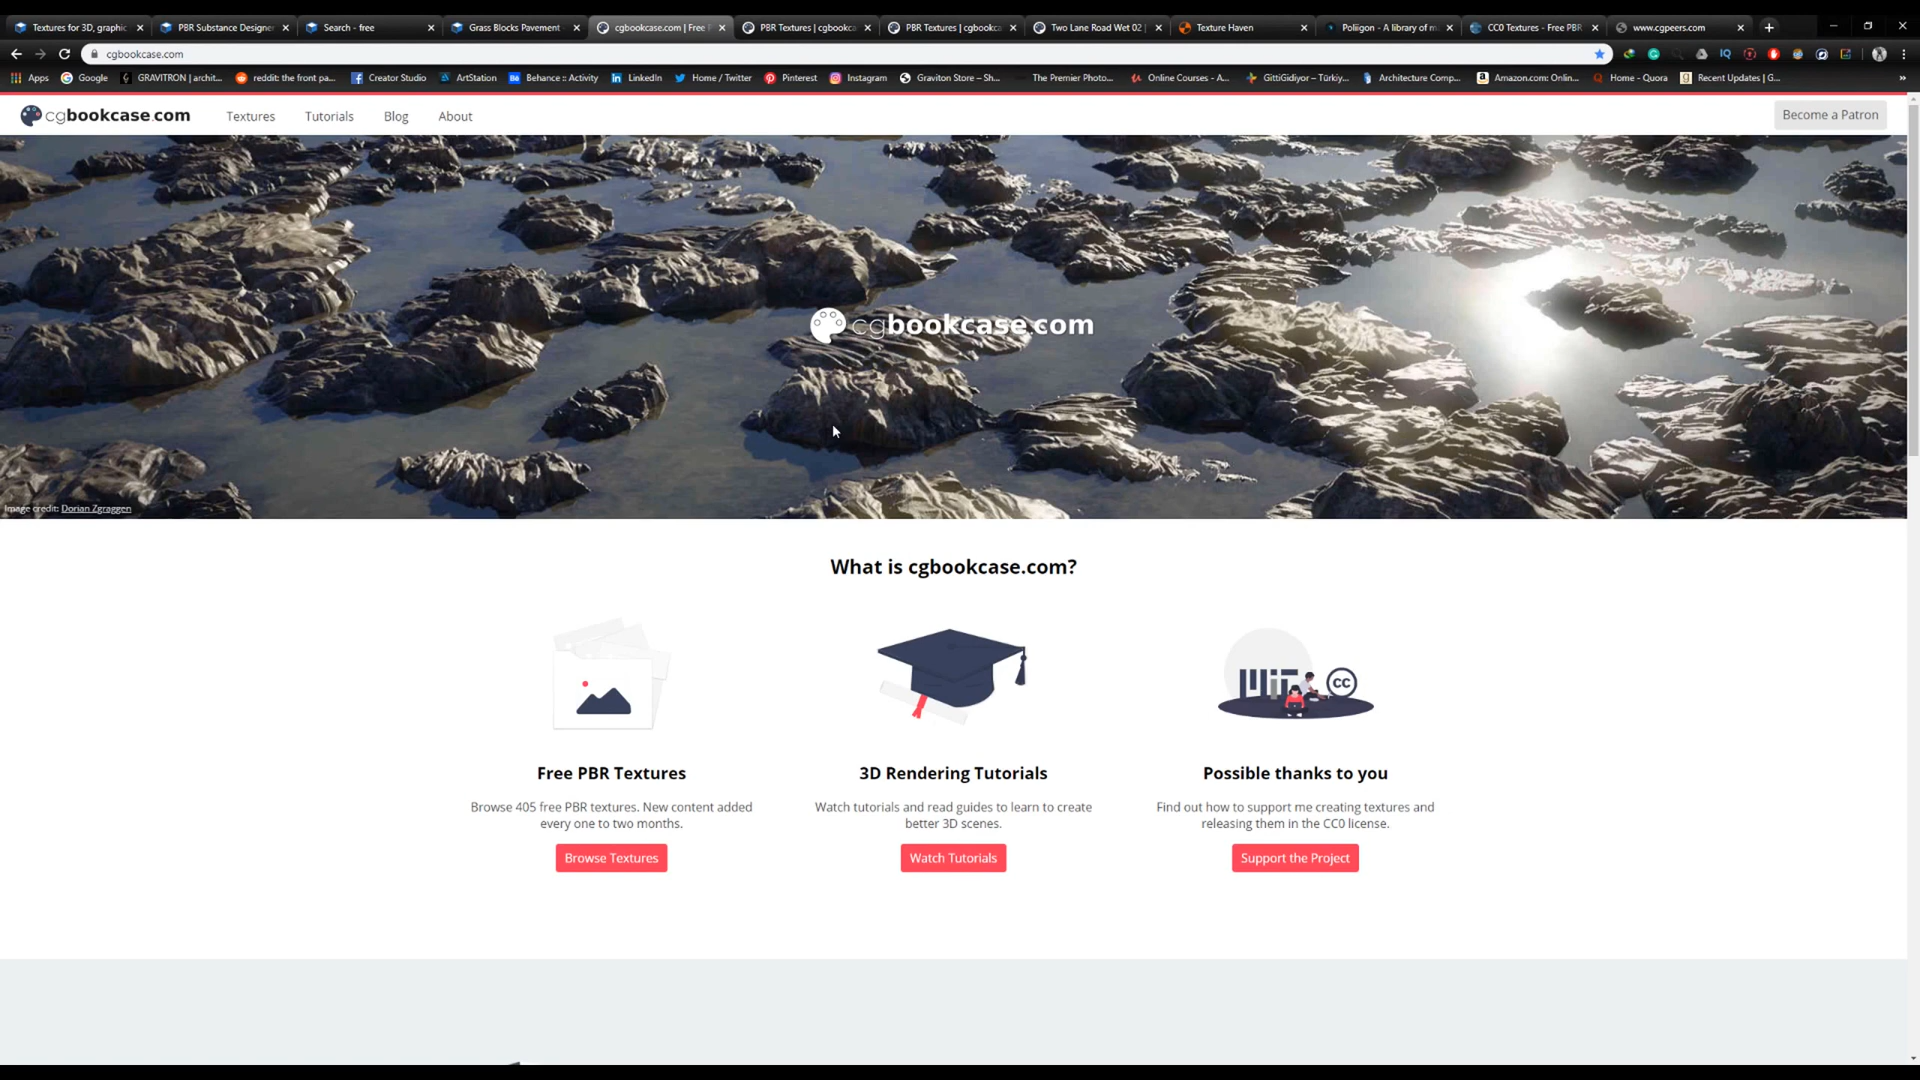 Textures for 3D, graphic
PBR Substance Designer
Search - free
Grass Blocks Pavement -
cgbookcase.com | Free
PBR Textures | cgbookca
PBR Textures | cgbookca
Two Lane Road Wet 02 |
Texture Haven
Poliigon - A library of m
CC0 Textures - Free PBR
www.cgpeers.com
cgbookcase.com
Apps
Google
GRAVITRON | archit...
reddit: the front pa...
Creator Studio
ArtStation
Behance :: Activity
LinkedIn
Home / Twitter
Pinterest
Instagram
Graviton Store – Sh...
The Premier Photo...
Online Courses - A...
GittiGidiyor – Türkiy...
Architecture Comp...
Amazon.com: Onlin...
Home - Quora
Recent Updates | G...
cgbookcase.com
Textures
Tutorials
Blog
About
Become a Patron
cgbookcase.com
Image credit: Dorian Zgraggen
What is cgbookcase.com?
MiT
cc
Free PBR Textures
Browse 405 free PBR textures. New content added
every one to two months.
Browse Textures
3D Rendering Tutorials
Watch tutorials and read guides to learn to create
better 3D scenes.
Watch Tutorials
Possible thanks to you
Find out how to support me creating textures and
releasing them in the CC0 license.
Support the Project